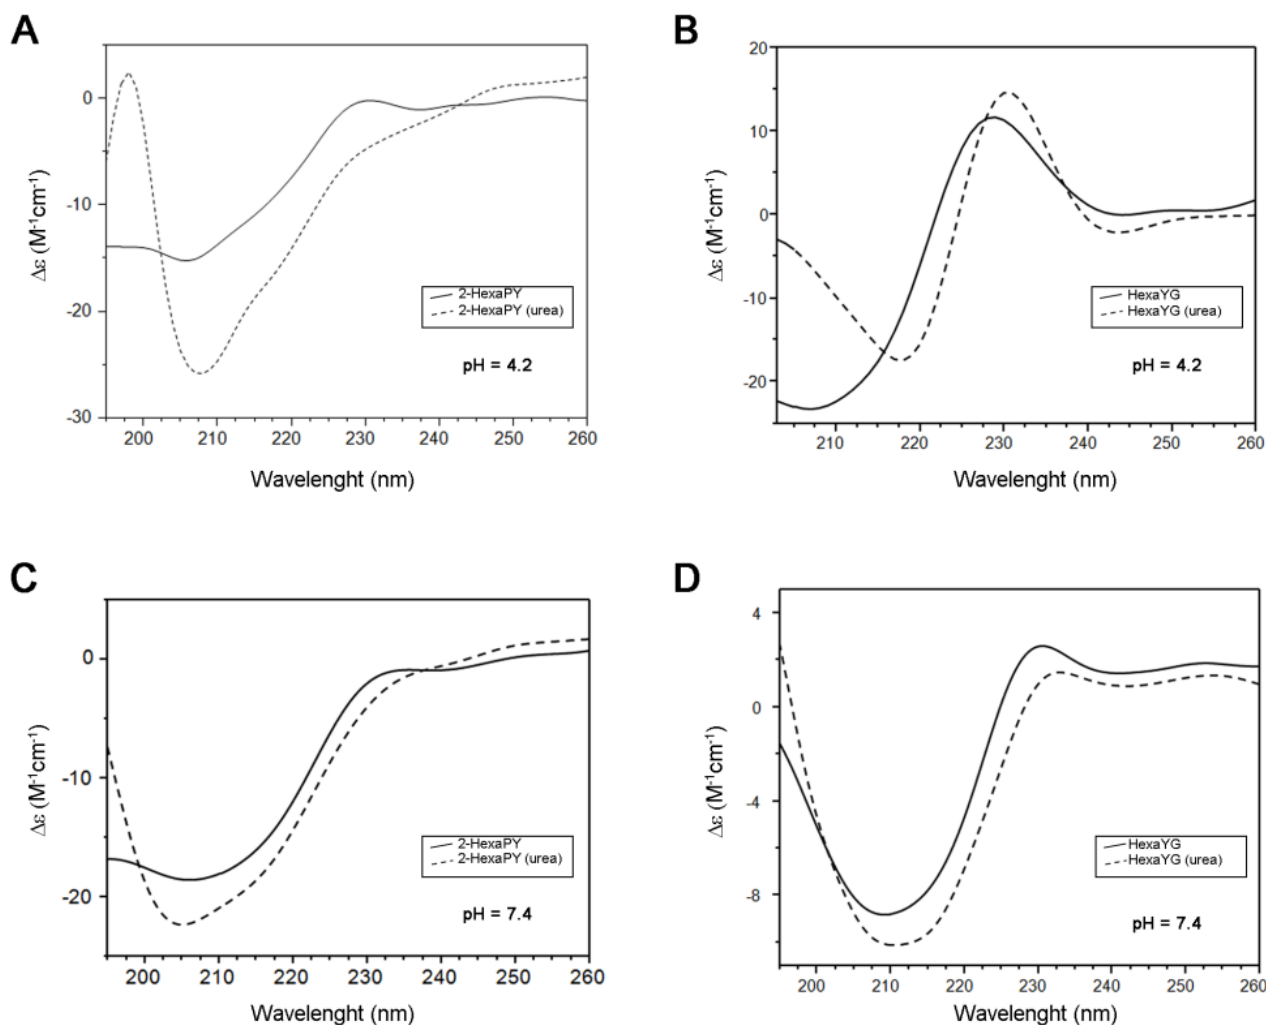 A
0
-10
-20
-30
Δε (M-1cm-1)
200 210 220 230 240 250 260
Wavelenght (nm)
2-HexaPY
2-HexaPY (urea)
pH = 4.2
B
20
10
0
-10
-20
Δε (M-1cm-1)
210 220 230 240 250 260
Wavelenght (nm)
HexaYG
HexaYG (urea)
pH = 4.2
C
0
-10
-20
Δε (M-1cm-1)
200 210 220 230 240 250 260
Wavelenght (nm)
2-HexaPY
2-HexaPY (urea)
pH = 7.4
D
4
0
-4
-8
Δε (M-1cm-1)
200 210 220 230 240 250 260
Wavelenght (nm)
HexaYG
HexaYG (urea)
pH = 7.4